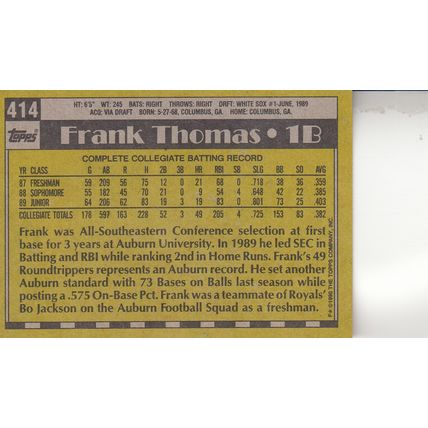 414
HT: 6'5" WT: 245 BATS: RIGHT THROWS: RIGHT DRFT: WHITE SOX #1-JUNE, 1989
ACQ: VIA DRAFT BORN: 5-27-68, COLUMBUS, GA. HOME: COLUMBUS, GA.
TOPPS
Frank Thomas • 1B
COMPLETE COLLEGIATE BATTING RECORD
YR CLASS G AB R H 2B 3B HR RBI SB SLG BB SO AVG
87 FRESHMAN 59 209 56 75 12 0 21 68 0 .718 38 36 .359
88 SOPHOMORE 55 182 45 70 21 0 9 54 4 .648 42 22 .385
89 JUNIOR 64 206 62 83 19 2 19 83 0 .801 73 25 .403
COLLEGIATE TOTALS 178 597 163 228 52 3 49 205 4 .725 153 83 .382
Frank was All-Southeastern Conference selection at first
base for 3 years at Auburn University. In 1989 he led SEC in
Batting and RBI while ranking 2nd in Home Runs. Frank's 49
Roundtrippers represents an Auburn record. He set another
Auburn standard with 73 Bases on Balls last season while
posting a .575 On-Base Pct. Frank was a teammate of Royals'
Bo Jackson on the Auburn Football Squad as a freshman.
© 1990 THE TOPPS COMPANY, INC.